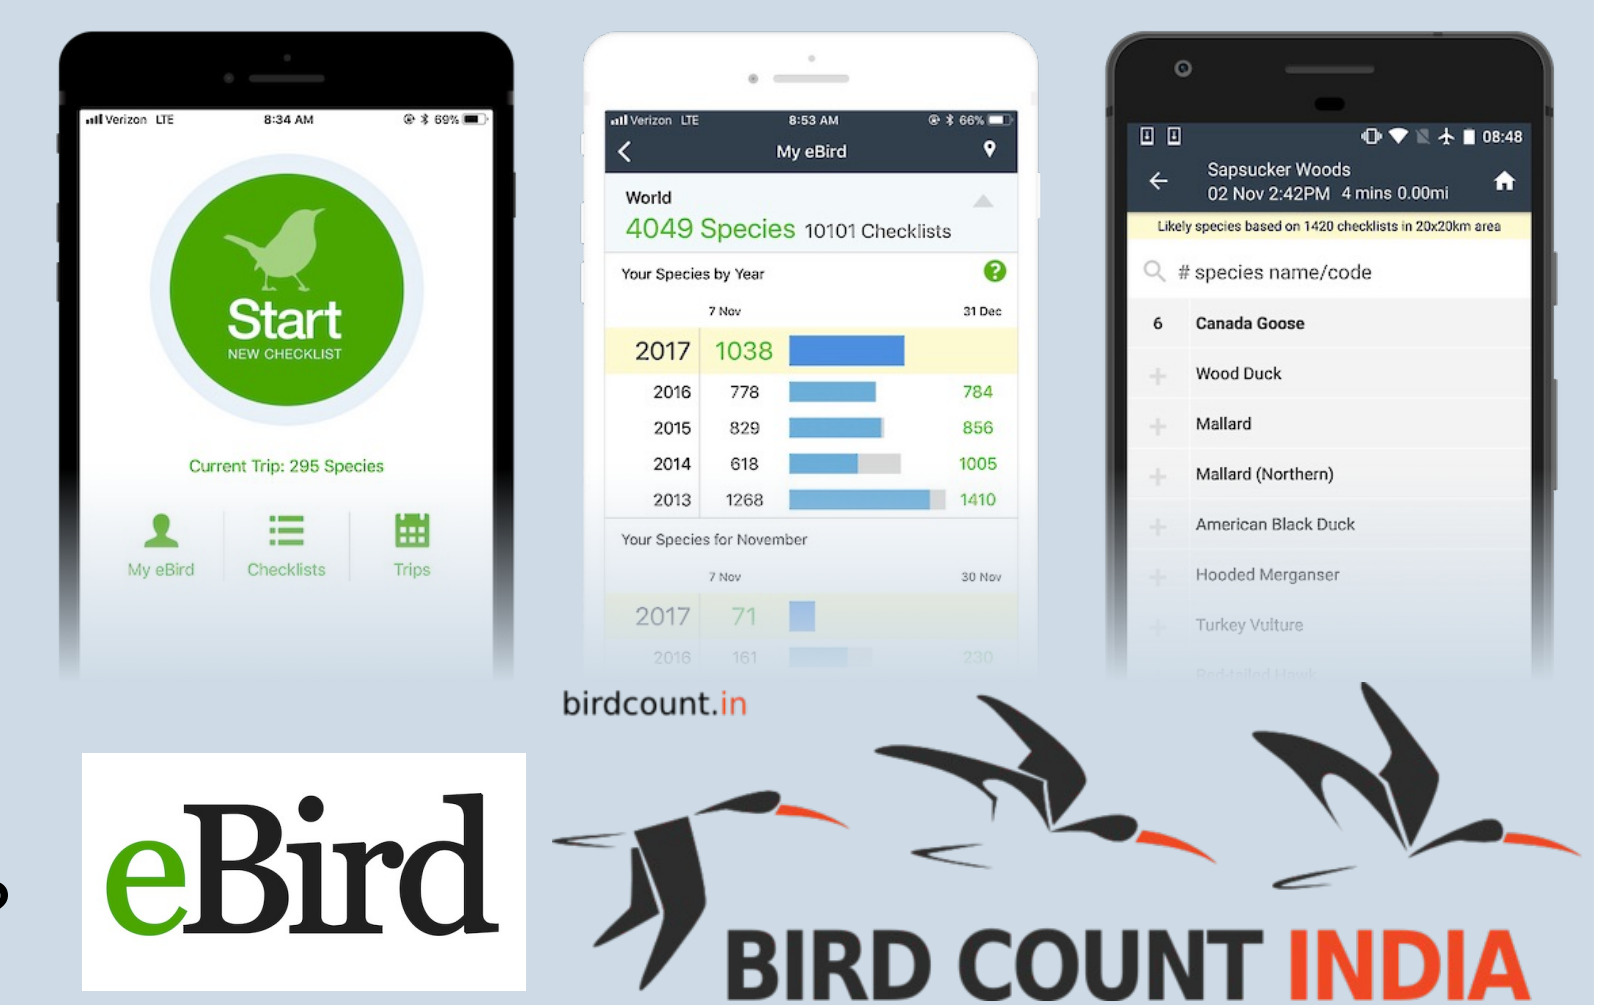 Verizon LTE 8:34 AM 69%
Start
NEW CHECKLIST
Current Trip: 295 Species
My eBird Checklists Trips
Verizon LTE 8:53 AM 66%
My eBird
World
4049 Species 10101 Checklists
Your Species by Year
?
7 Nov 31 Dec
2017 1038
2016 778 784
2015 829 856
2014 618 1005
2013 1268 1410
Your Species for November
7 Nov 30 Nov
2017 71
2016 161 230
08:48
Sapsucker Woods
02 Nov 2:42PM 4 mins 0.00mi
Likely species based on 1420 checklists in 20x20km area
# species name/code
6 Canada Goose
+ Wood Duck
+ Mallard
+ Mallard (Northern)
+ American Black Duck
+ Hooded Merganser
+ Turkey Vulture
Red-tailed Hawk
birdcount.in
eBird
BIRD COUNT INDIA